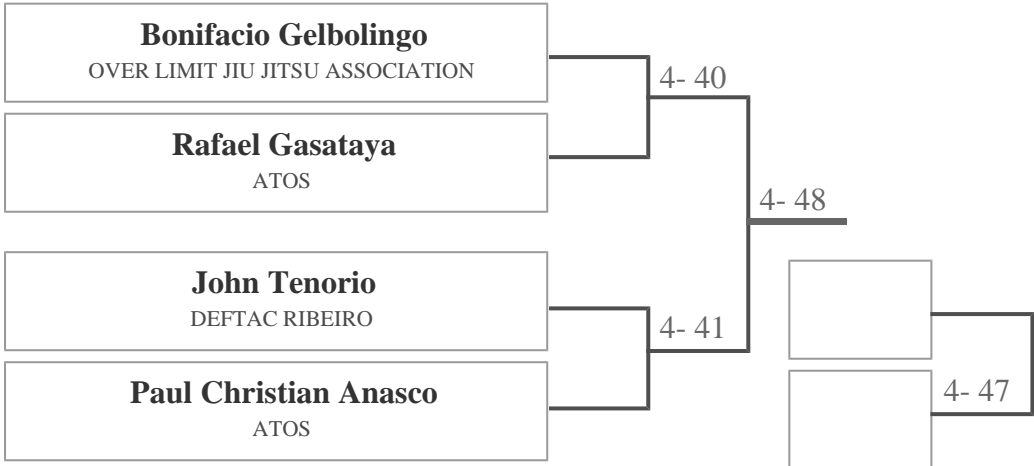 Bonifacio Gelbolingo
OVER LIMIT JIU JITSU ASSOCIATION
4- 40
Rafael Gasataya
ATOS
4- 48
John Tenorio
DEFTAC RIBEIRO
4- 41
Paul Christian Anasco
ATOS
4- 47